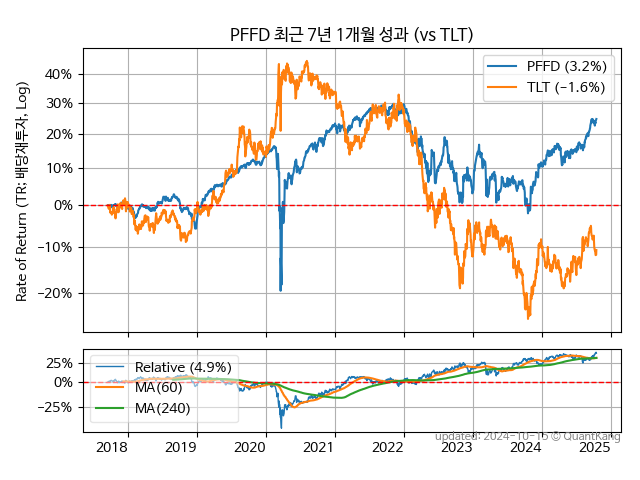 PFFD 최근 7년 1개월 성과 (vs TLT)
Rate of Return (TR: 배당재투자, Log)
40%
30%
20%
10%
0%
−10%
−20%
PFFD (3.2%)
TLT (−1.6%)
25%
0%
−25%
Relative (4.9%)
MA(60)
MA(240)
2018
2019
2020
2021
2022
2023
2024
2025
updated: 2024-10-15 © QuantKang